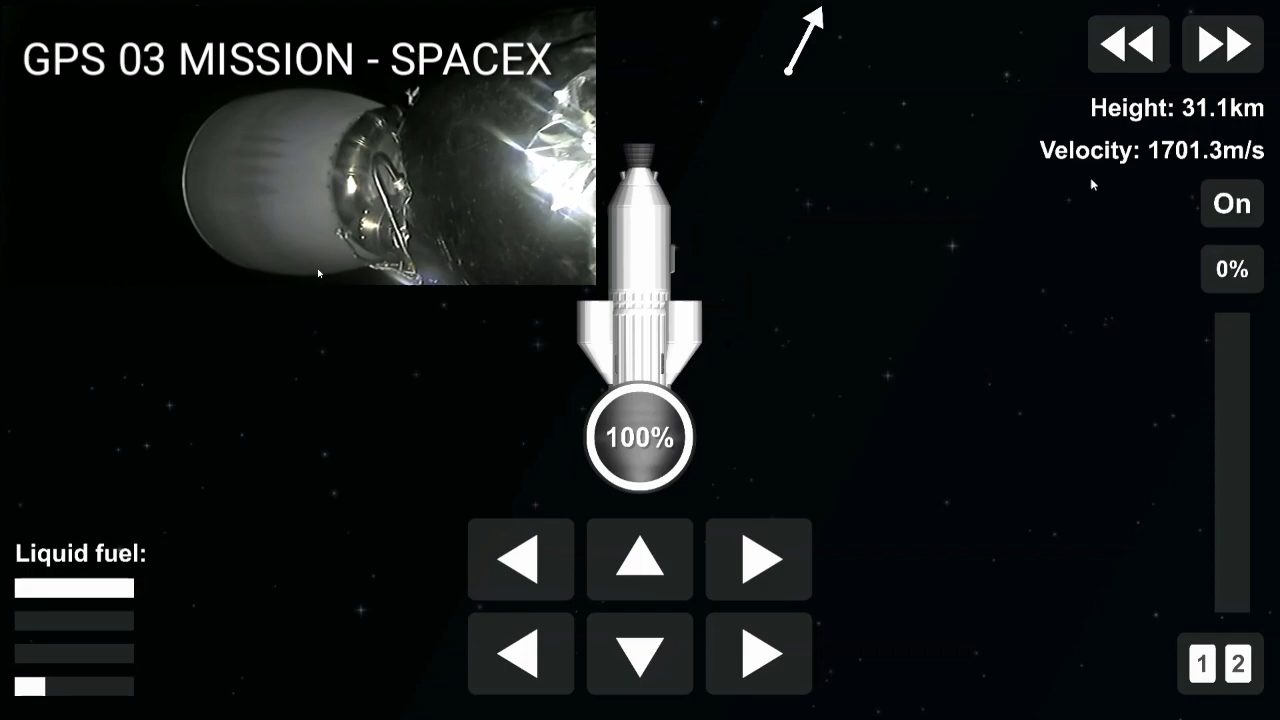 GPS 03 MISSION - SPACEX
Height: 31.1km
Velocity: 1701.3m/s
On
0%
100%
Liquid fuel:
1 2